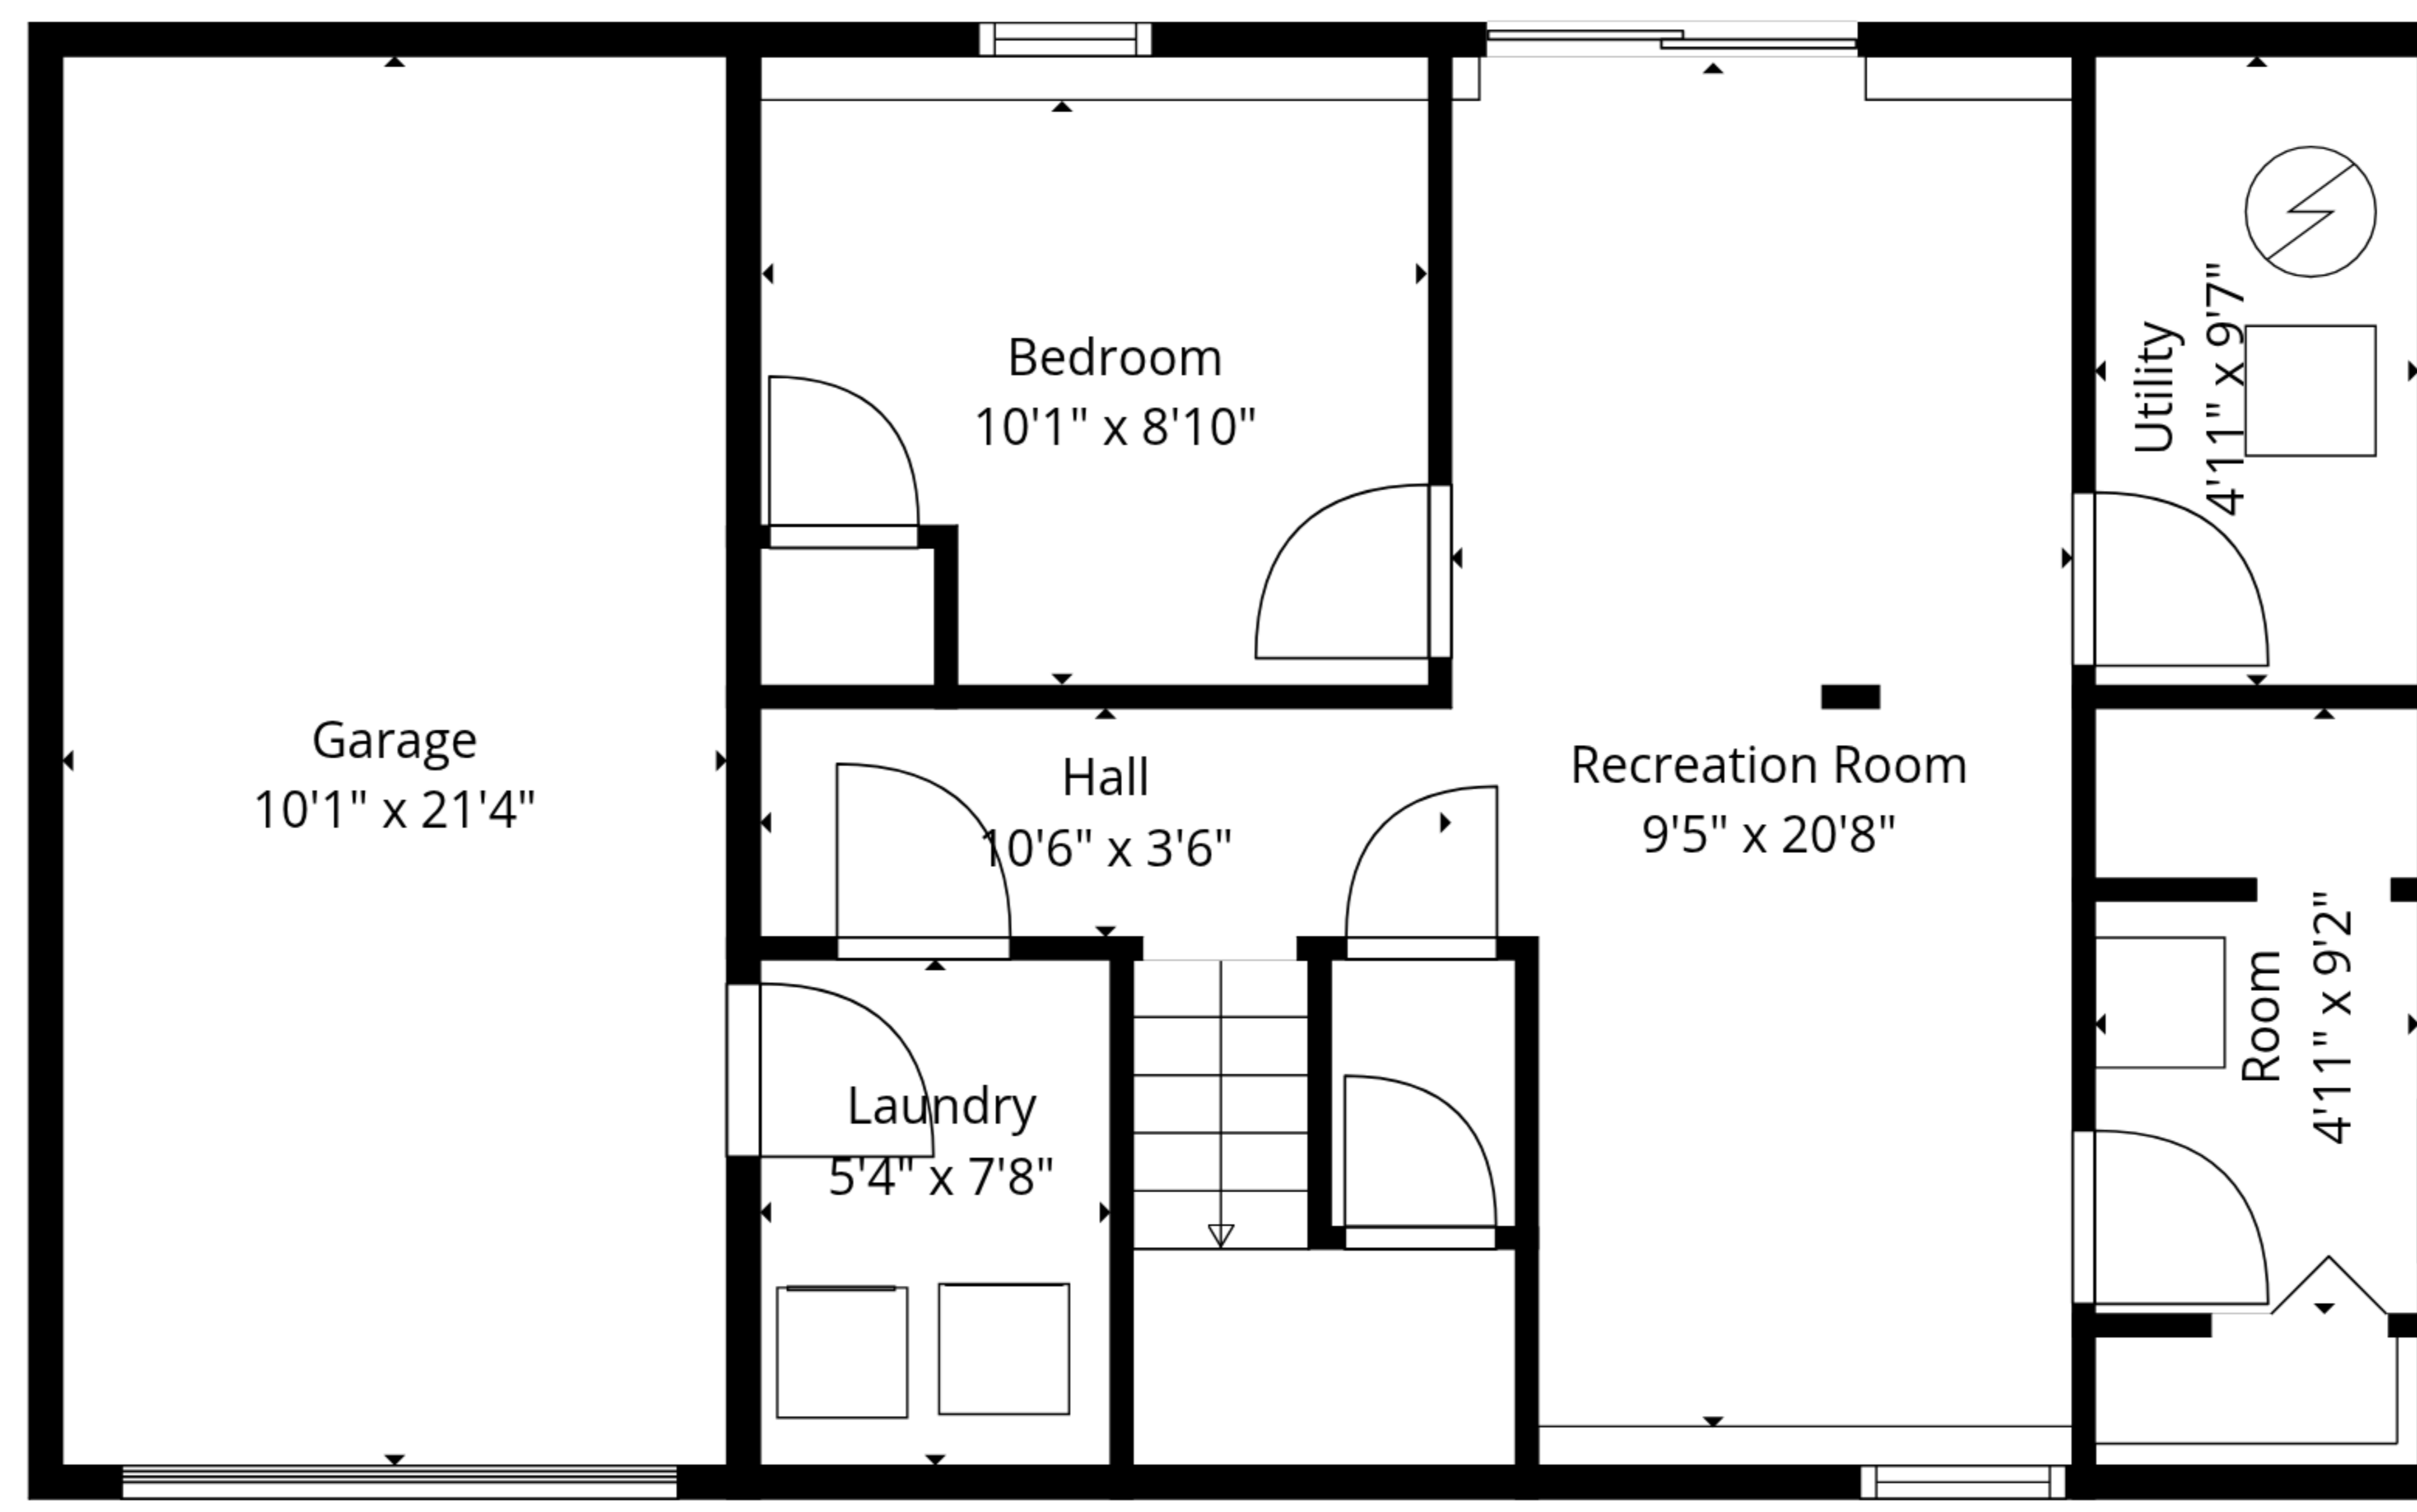 Garage
10'1" x 21'4"
Bedroom
10'1" x 8'10"
Hall
10'6" x 3'6"
Laundry
5'4" x 7'8"
Recreation Room
9'5" x 20'8"
Utility
4'11" x 9'7"
Room
4'11" x 9'2"